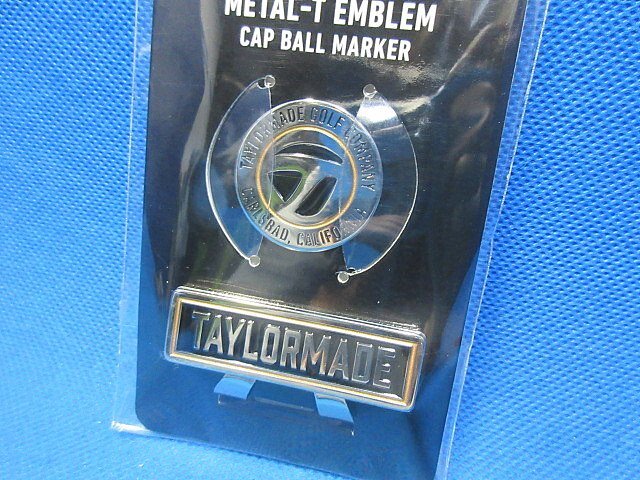 METAL-T EMBLEM
CAP BALL MARKER
TAYLORMADE GOLF COMPANY
CARLSBAD, CALIFORNIA
TAYLORMADE